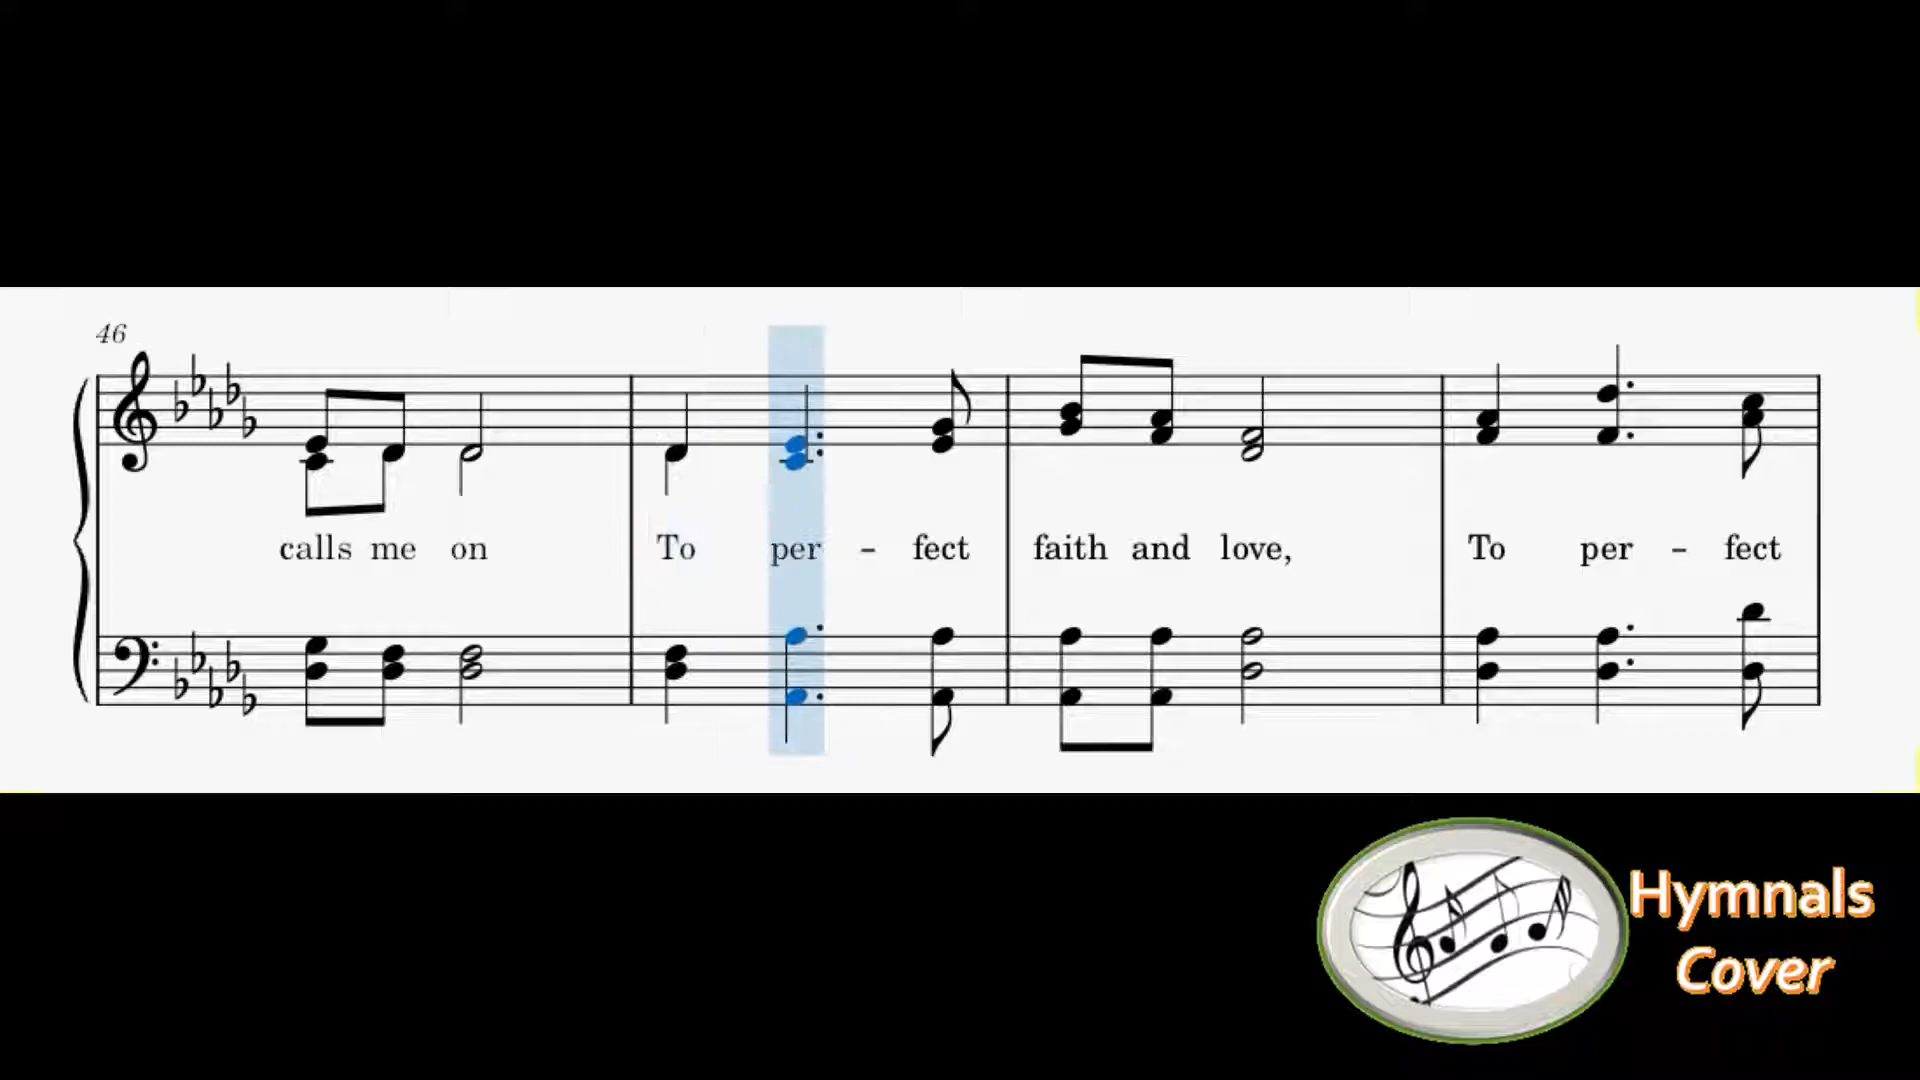 46
calls me on To per - fect faith and love, To per - fect
Hymnals
Cover